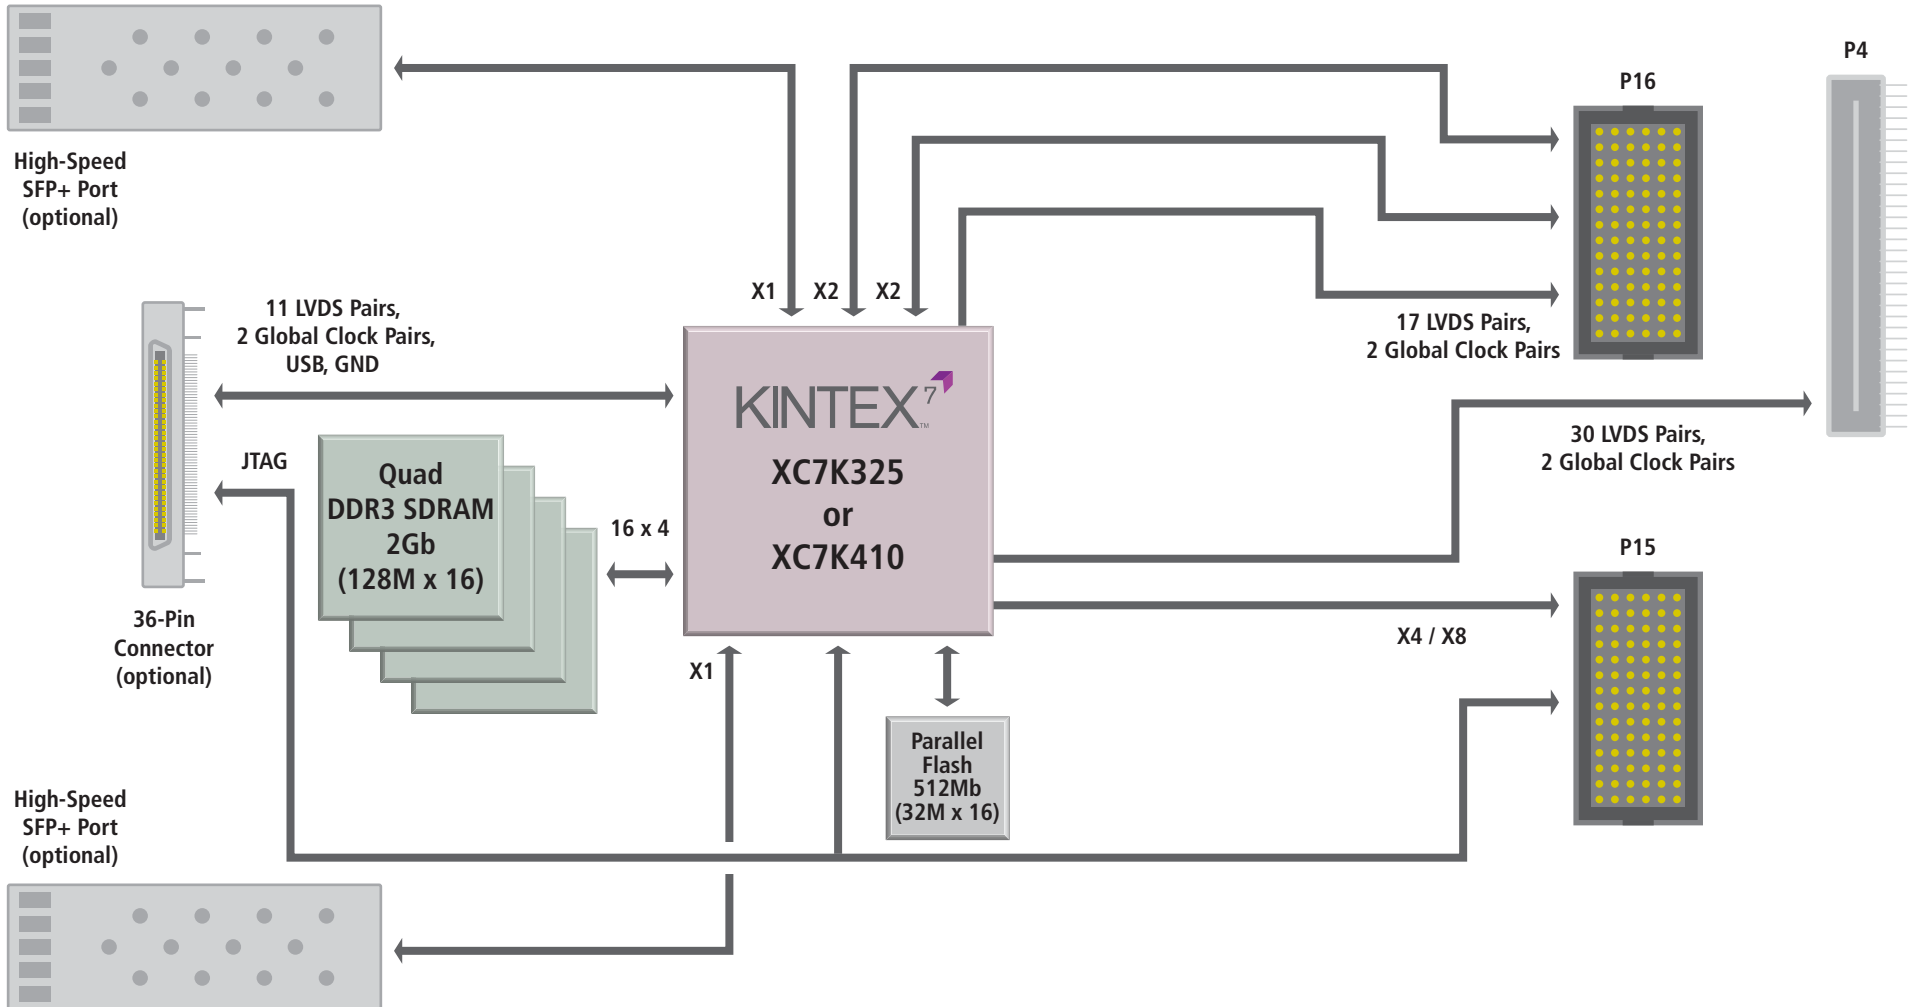 High-Speed
SFP+ Port
(optional)
P4
P16
11 LVDS Pairs,
2 Global Clock Pairs,
USB, GND
X1
X2
X2
17 LVDS Pairs,
2 Global Clock Pairs
KINTEX 7 ™
XC7K325
or
XC7K410
30 LVDS Pairs,
2 Global Clock Pairs
JTAG
Quad
DDR3 SDRAM
2Gb
(128M x 16)
16 x 4
P15
36-Pin
Connector
(optional)
X1
X4 / X8
Parallel
Flash
512Mb
(32M x 16)
High-Speed
SFP+ Port
(optional)